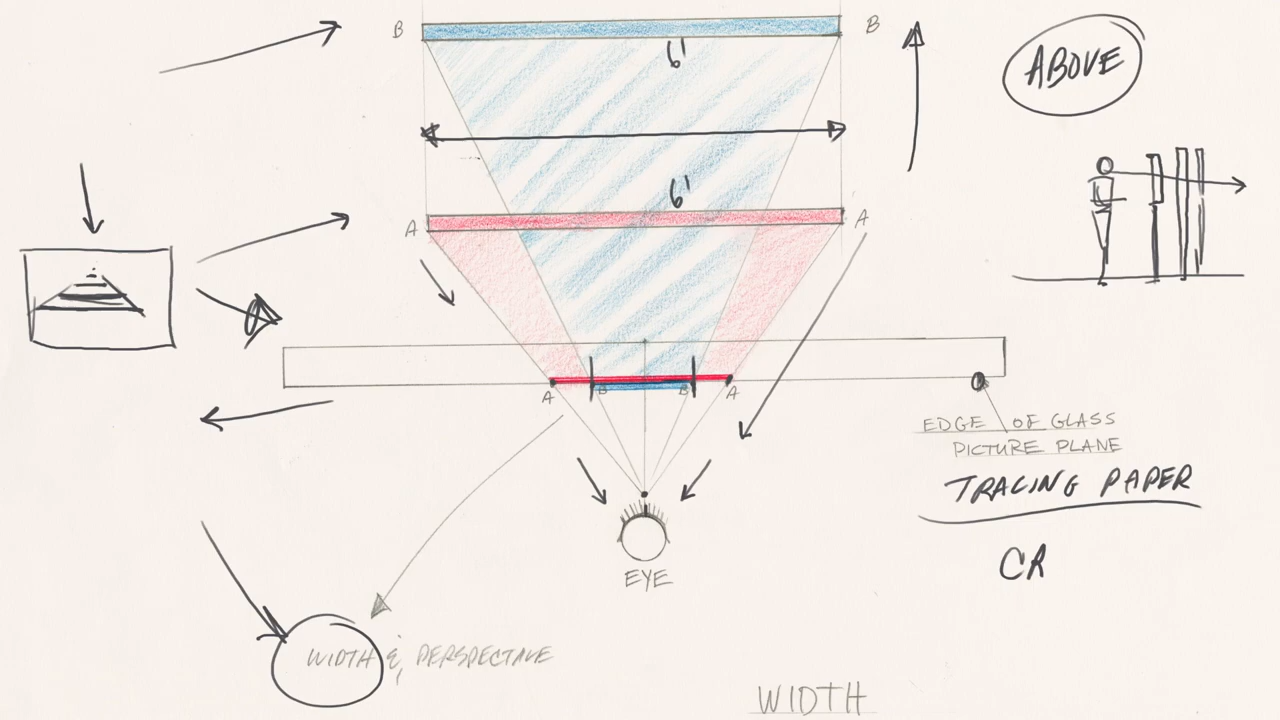 B
B
6'
ABOVE
6'
A
A
A
B
B
A
EDGE OF GLASS
PICTURE PLANE
TRACING PAPER
CR
EYE
WIDTH & PERSPECTIVE
WIDTH